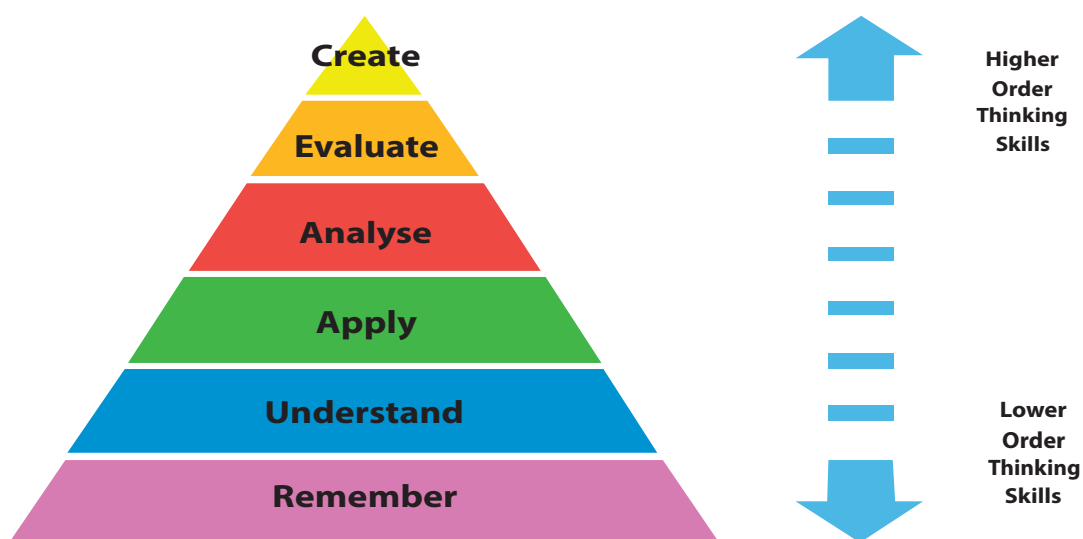 Create
Evaluate
Analyse
Apply
Understand
Remember
Higher
Order
Thinking
Skills
Lower
Order
Thinking
Skills